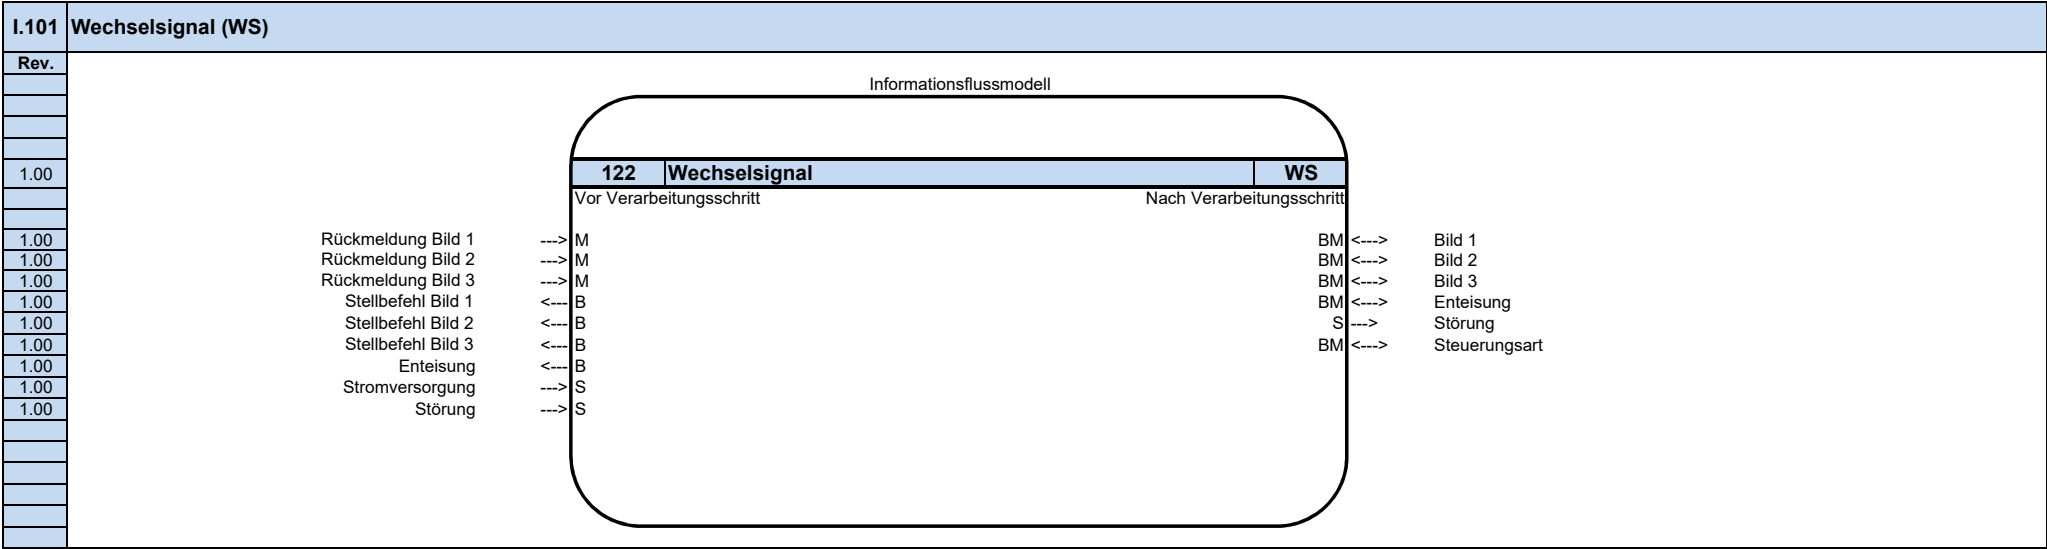 I.101 Wechselsignal (WS)
Rev.
Informationsflussmodell
1.00 122 Wechselsignal WS
Vor Verarbeitungsschritt Nach Verarbeitungsschritt
1.00 Rückmeldung Bild 1 ---> M BM <---> Bild 1
1.00 Rückmeldung Bild 2 ---> M BM <---> Bild 2
1.00 Rückmeldung Bild 3 ---> M BM <---> Bild 3
1.00 Stellbefehl Bild 1 <--- B BM <---> Enteisung
1.00 Stellbefehl Bild 2 <--- B S ---> Störung
1.00 Stellbefehl Bild 3 <--- B BM <---> Steuerungsart
1.00 Enteisung <--- B
1.00 Stromversorgung ---> S
1.00 Störung ---> S